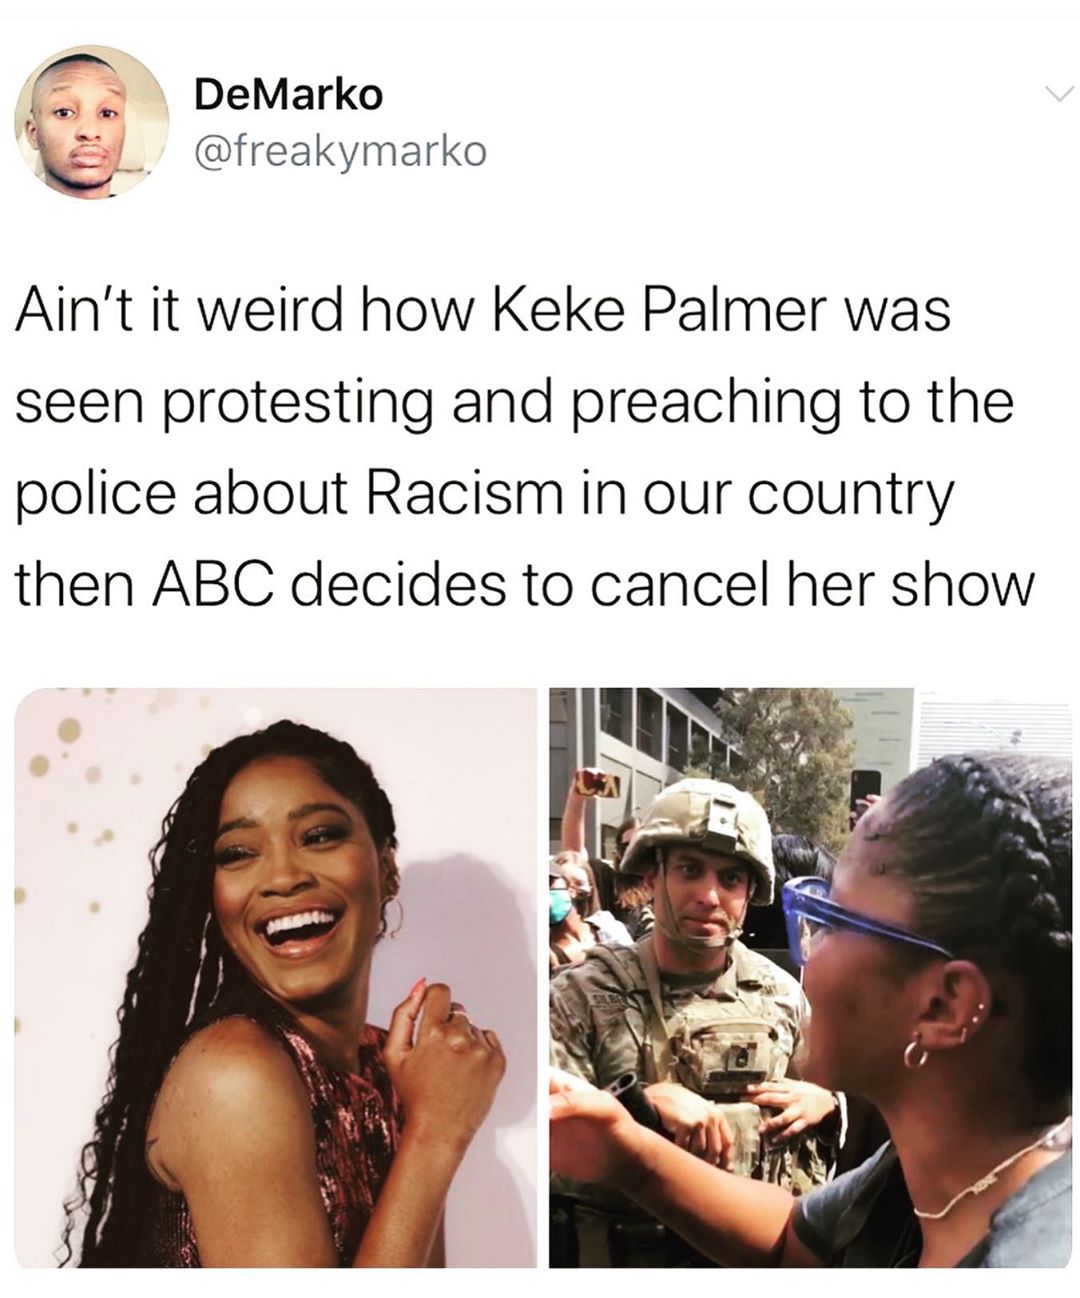 DeMarko
@freakymarko
Ain't it weird how Keke Palmer was
seen protesting and preaching to the
police about Racism in our country
then ABC decides to cancel her show